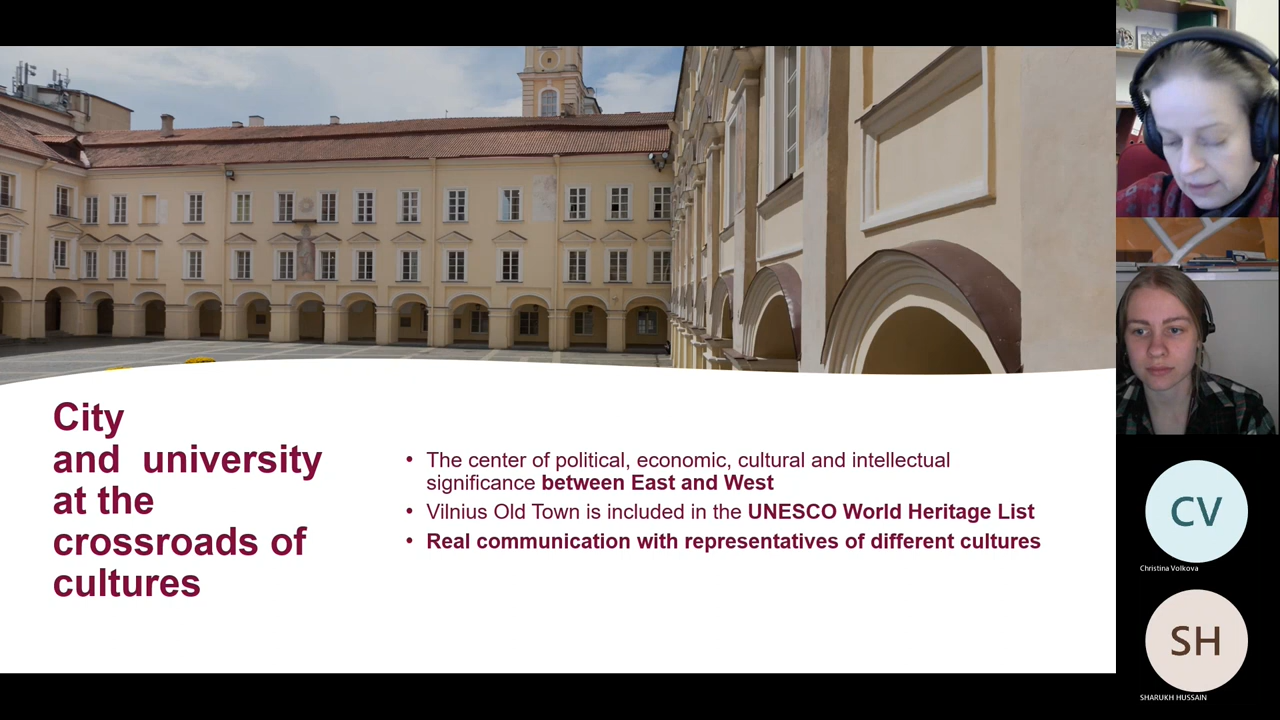 City
and university
at the
crossroads of
cultures
• The center of political, economic, cultural and intellectual
significance between East and West
• Vilnius Old Town is included in the UNESCO World Heritage List
• Real communication with representatives of different cultures
CV
Christina Volkova
SH
SHARUKH HUSSAIN